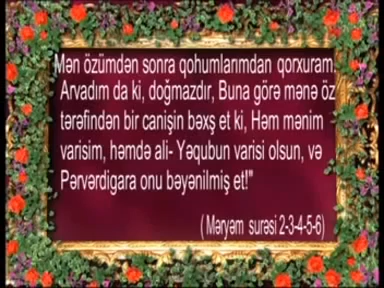 Mən özümdən sonra qohumlarımdan qorxuram,
Arvadım da ki, doğmazdır, Buna görə mənə öz
tərəfindən bir canişin bəxş et ki, Həm mənim
varisim, həmdə ali- Yəqubun varisi olsun, və
Pərvərdigara onu bəyənilmiş et!"
( Məryəm surəsi 2-3-4-5-6)